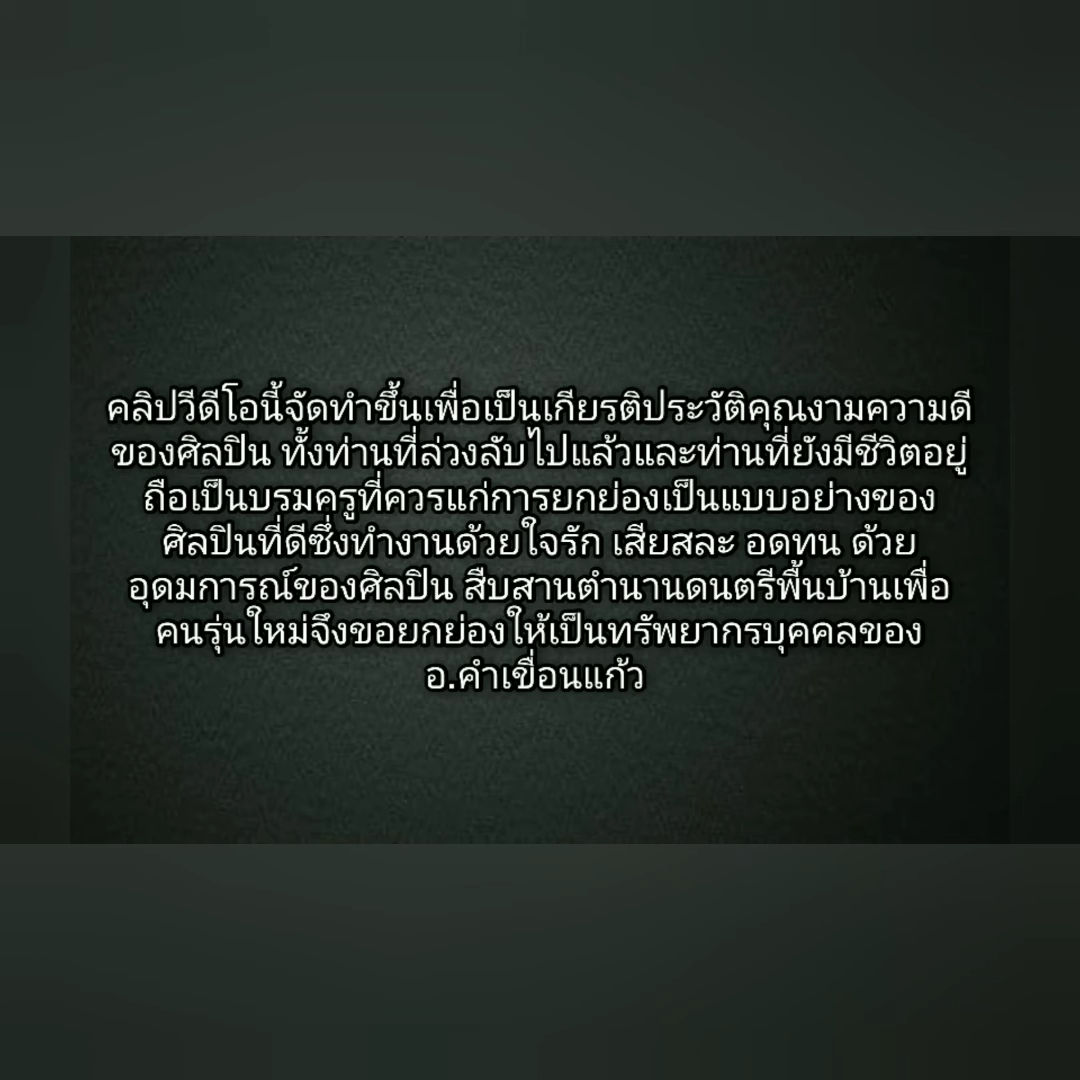 คลิปวีดีโอนี้จัดทำขึ้นเพื่อเป็นเกียรติประวัติคุณงามความดี
ของศิลปิน ทั้งท่านที่ล่วงลับไปแล้วและท่านที่ยังมีชีวิตอยู่
ถือเป็นบรมครูที่ควรแก่การยกย่องเป็นแบบอย่างของ
ศิลปินที่ดีซึ่งทำงานด้วยใจรัก เสียสละ อดทน ด้วย
อุดมการณ์ของศิลปิน สืบสานตำนานดนตรีพื้นบ้านเพื่อ
คนรุ่นใหม่จึงขอยกย่องให้เป็นทรัพยากรบุคคลของ
อ.คำเขื่อนแก้ว